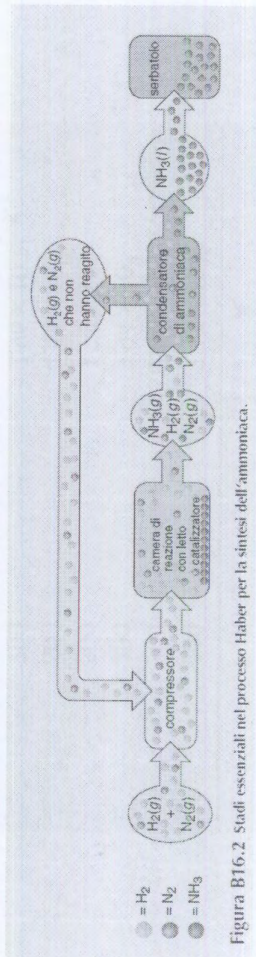 H₂(g)
+
N₂(g)
compressore
camera di
reazione
con letto
catalizzatore
NH₃(g)
H₂(g)
N₂(g)
condensatore
di ammoniaca
NH₃(l)
serbatoio
H₂(g) e N₂(g)
che non
hanno reagito
= H₂
= N₂
= NH₃
Figura B16.2 Stadi essenziali nel processo Haber per la sintesi dell'ammoniaca.